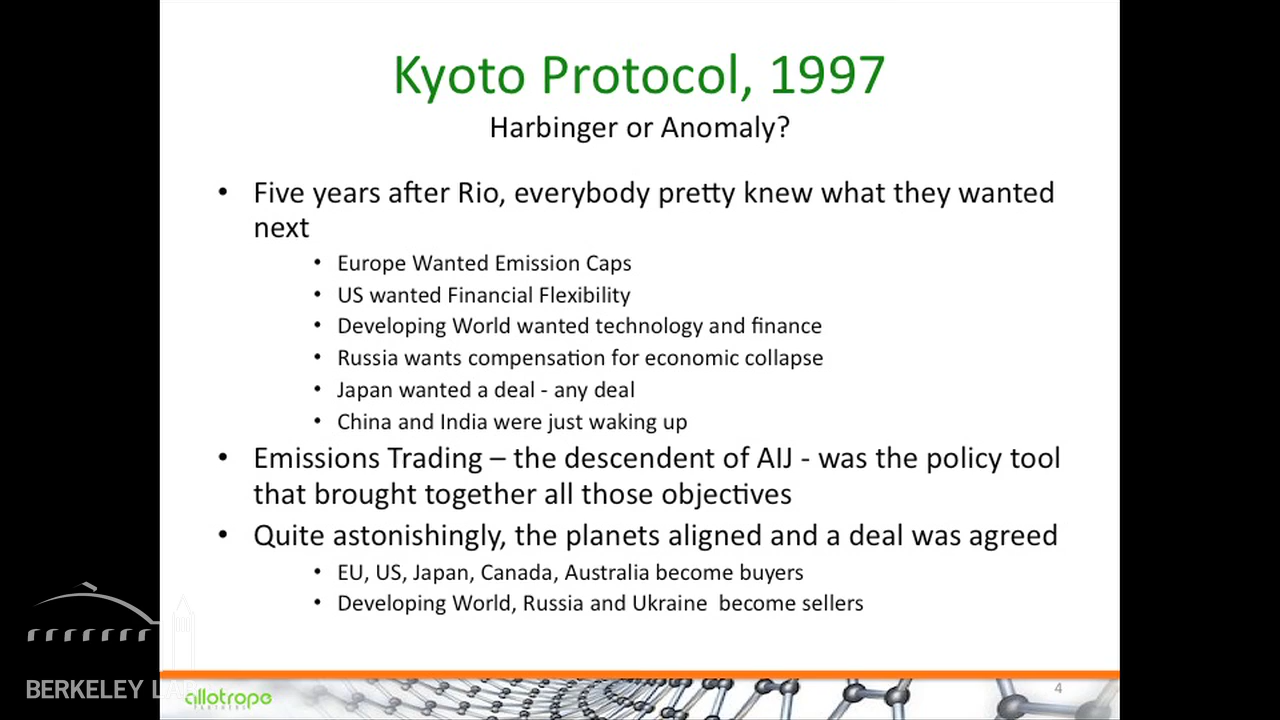 Kyoto Protocol, 1997
Harbinger or Anomaly?
• Five years after Rio, everybody pretty knew what they wanted
next
• Europe Wanted Emission Caps
• US wanted Financial Flexibility
• Developing World wanted technology and finance
• Russia wants compensation for economic collapse
• Japan wanted a deal - any deal
• China and India were just waking up
• Emissions Trading – the descendent of AIJ - was the policy tool
that brought together all those objectives
• Quite astonishingly, the planets aligned and a deal was agreed
• EU, US, Japan, Canada, Australia become buyers
• Developing World, Russia and Ukraine become sellers
BERKELEY LAB
allotrope
4